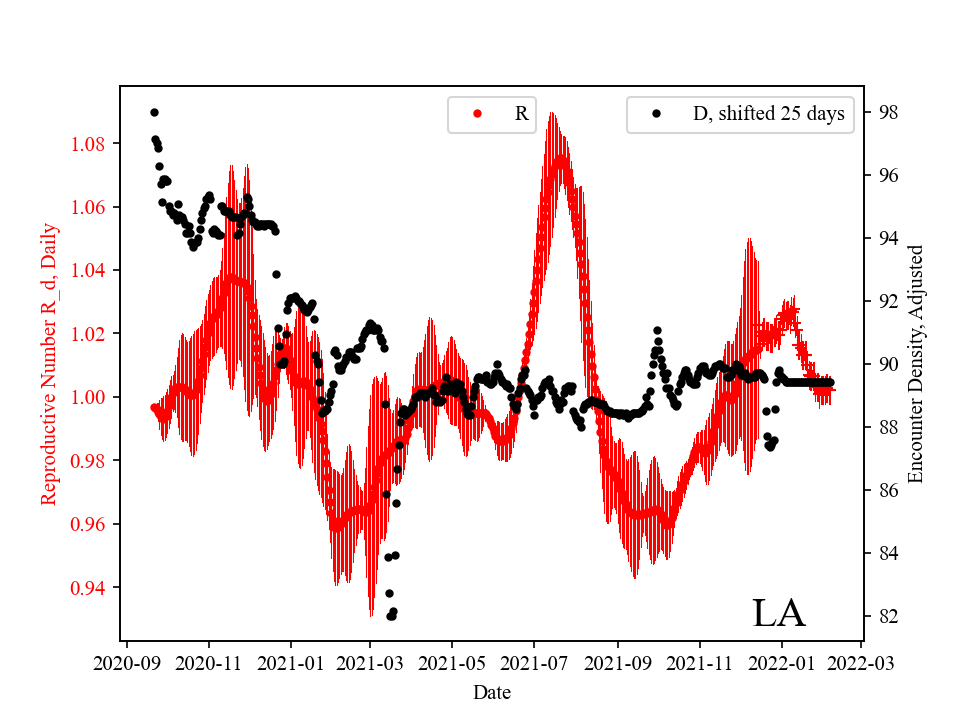 R
D, shifted 25 days
1.08
1.06
1.04
1.02
1.00
0.98
0.96
0.94
Reproductive Number R_d, Daily
98
96
94
92
90
88
86
84
82
Encounter Density, Adjusted
LA
2020-09 2020-11 2021-01 2021-03 2021-05 2021-07 2021-09 2021-11 2022-01 2022-03
Date